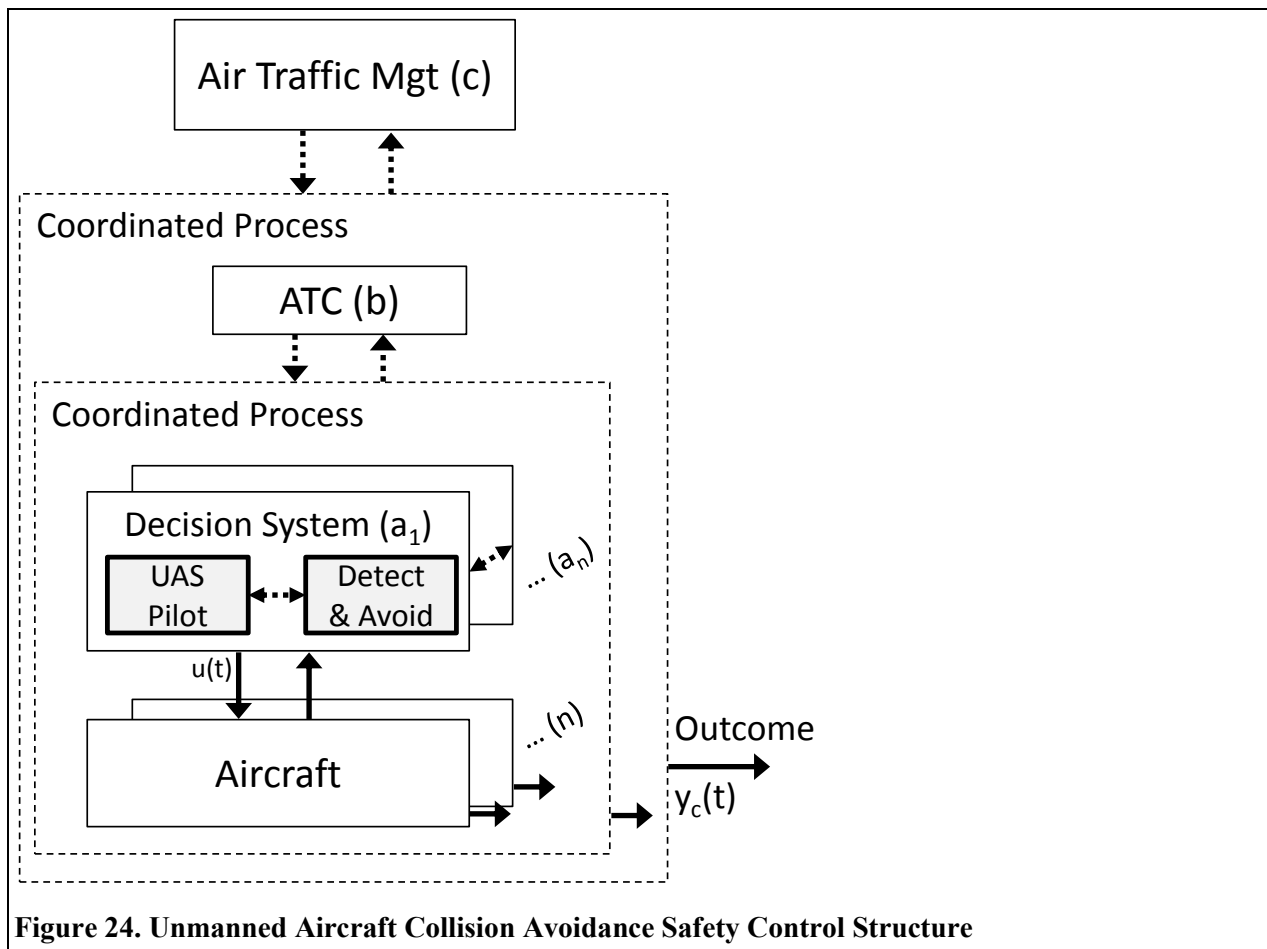 Air Traffic Mgt (c)
Coordinated Process
ATC (b)
Coordinated Process
Decision System (a₁)
UAS
Pilot
Detect
& Avoid
... (aₙ)
u(t)
... (n)
Aircraft
Outcome
y꜀(t)
Figure 24. Unmanned Aircraft Collision Avoidance Safety Control Structure